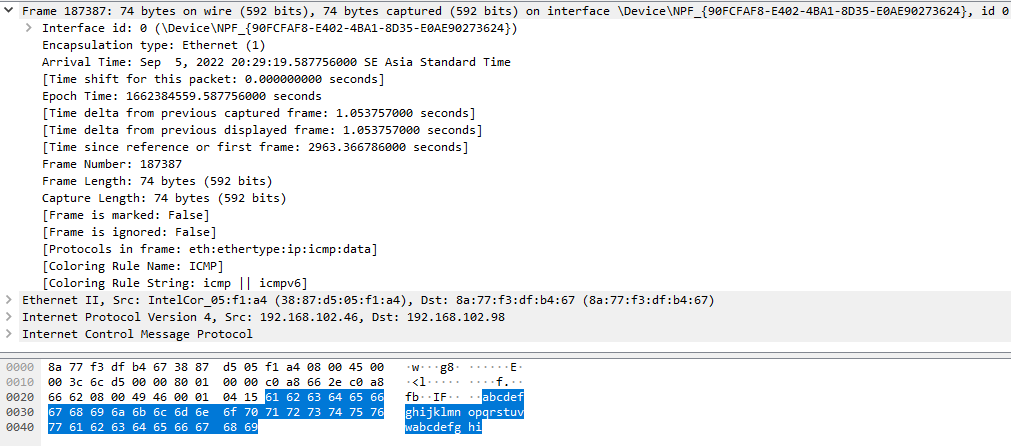 Frame 187387: 74 bytes on wire (592 bits), 74 bytes captured (592 bits) on interface \Device\NPF_{90FCFAF8-E402-4BA1-8D35-E0AE90273624}, id 0
Interface id: 0 (\Device\NPF_{90FCFAF8-E402-4BA1-8D35-E0AE90273624})
Encapsulation type: Ethernet (1)
Arrival Time: Sep  5, 2022 20:29:19.587756000 SE Asia Standard Time
[Time shift for this packet: 0.000000000 seconds]
Epoch Time: 1662384559.587756000 seconds
[Time delta from previous captured frame: 1.053757000 seconds]
[Time delta from previous displayed frame: 1.053757000 seconds]
[Time since reference or first frame: 2963.366786000 seconds]
Frame Number: 187387
Frame Length: 74 bytes (592 bits)
Capture Length: 74 bytes (592 bits)
[Frame is marked: False]
[Frame is ignored: False]
[Protocols in frame: eth:ethertype:ip:icmp:data]
[Coloring Rule Name: ICMP]
[Coloring Rule String: icmp || icmpv6]
Ethernet II, Src: IntelCor_05:f1:a4 (38:87:d5:05:f1:a4), Dst: 8a:77:f3:df:b4:67 (8a:77:f3:df:b4:67)
Internet Protocol Version 4, Src: 192.168.102.46, Dst: 192.168.102.98
Internet Control Message Protocol
0000  8a 77 f3 df b4 67 38 87  d5 05 f1 a4 08 00 45 00  ·w···g8· ······E·
0010  00 3c 6c d5 00 00 80 01  00 00 c0 a8 66 2e c0 a8  ·<l····· ····f.··
0020  66 62 08 00 49 46 00 01  04 15 61 62 63 64 65 66  fb··IF·· ··abcdef
0030  67 68 69 6a 6b 6c 6d 6e  6f 70 71 72 73 74 75 76  ghijklmn opqrstuv
0040  77 61 62 63 64 65 66 67  68 69  wabcdefg hi